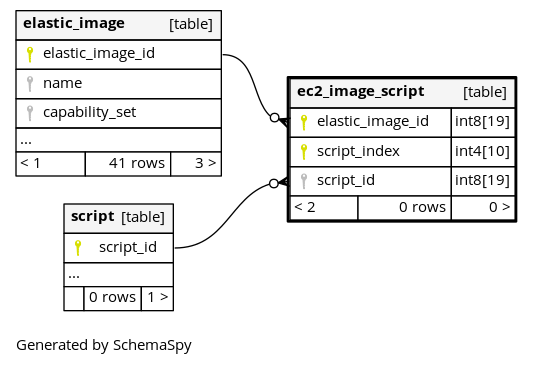 elastic_image [table]
elastic_image_id
name
capability_set
...
< 1 41 rows 3 >
ec2_image_script [table]
elastic_image_id int8[19]
script_index int4[10]
script_id int8[19]
< 2 0 rows 0 >
script [table]
script_id
...
0 rows 1 >
Generated by SchemaSpy